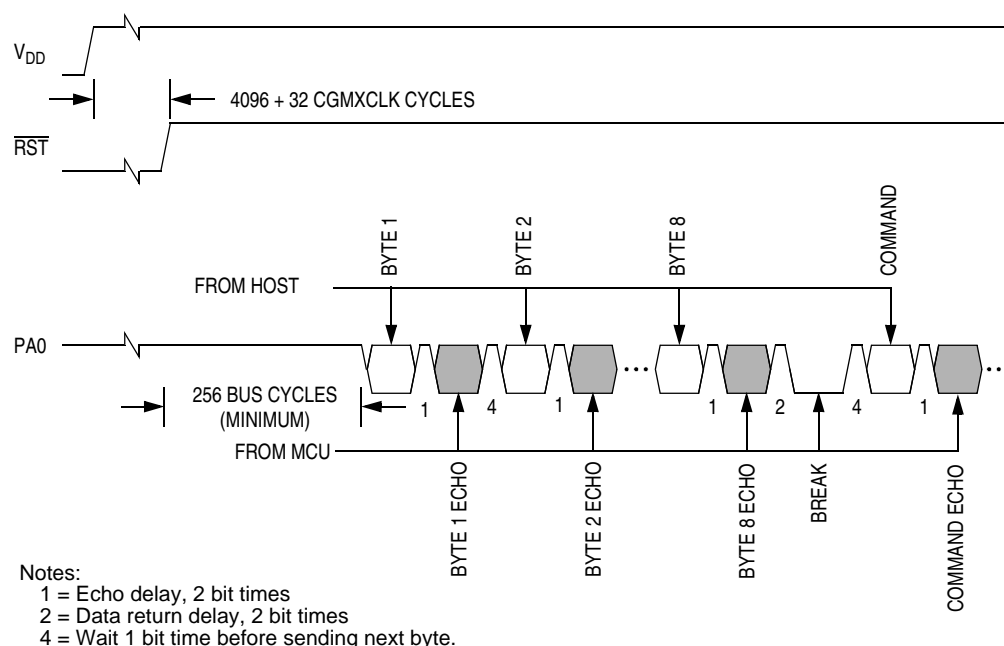 VDD
4096 + 32 CGMXCLK CYCLES
RST
BYTE 1
BYTE 2
BYTE 8
COMMAND
FROM HOST
PA0
256 BUS CYCLES
(MINIMUM)
1
4
1
1
2
4
1
FROM MCU
BYTE 1 ECHO
BYTE 2 ECHO
BYTE 8 ECHO
BREAK
COMMAND ECHO
Notes:
1 = Echo delay, 2 bit times
2 = Data return delay, 2 bit times
4 = Wait 1 bit time before sending next byte.